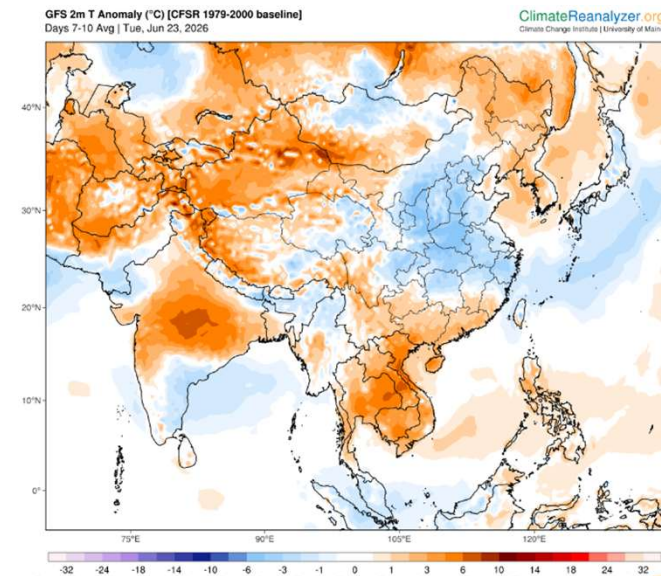 GFS 2m T Anomaly (°C) [CFSR 1979-2000 baseline]
Days 7-10 Avg | Tue, Jun 23, 2026
ClimateReanalyzer.org
Climate Change Institute | University of Maine
40°N
30°N
20°N
10°N
0°
75°E
90°E
105°E
120°E
-32 -24 -18 -14 -10 -6 -3 -1 0 1 3 6 10 14 18 24 32